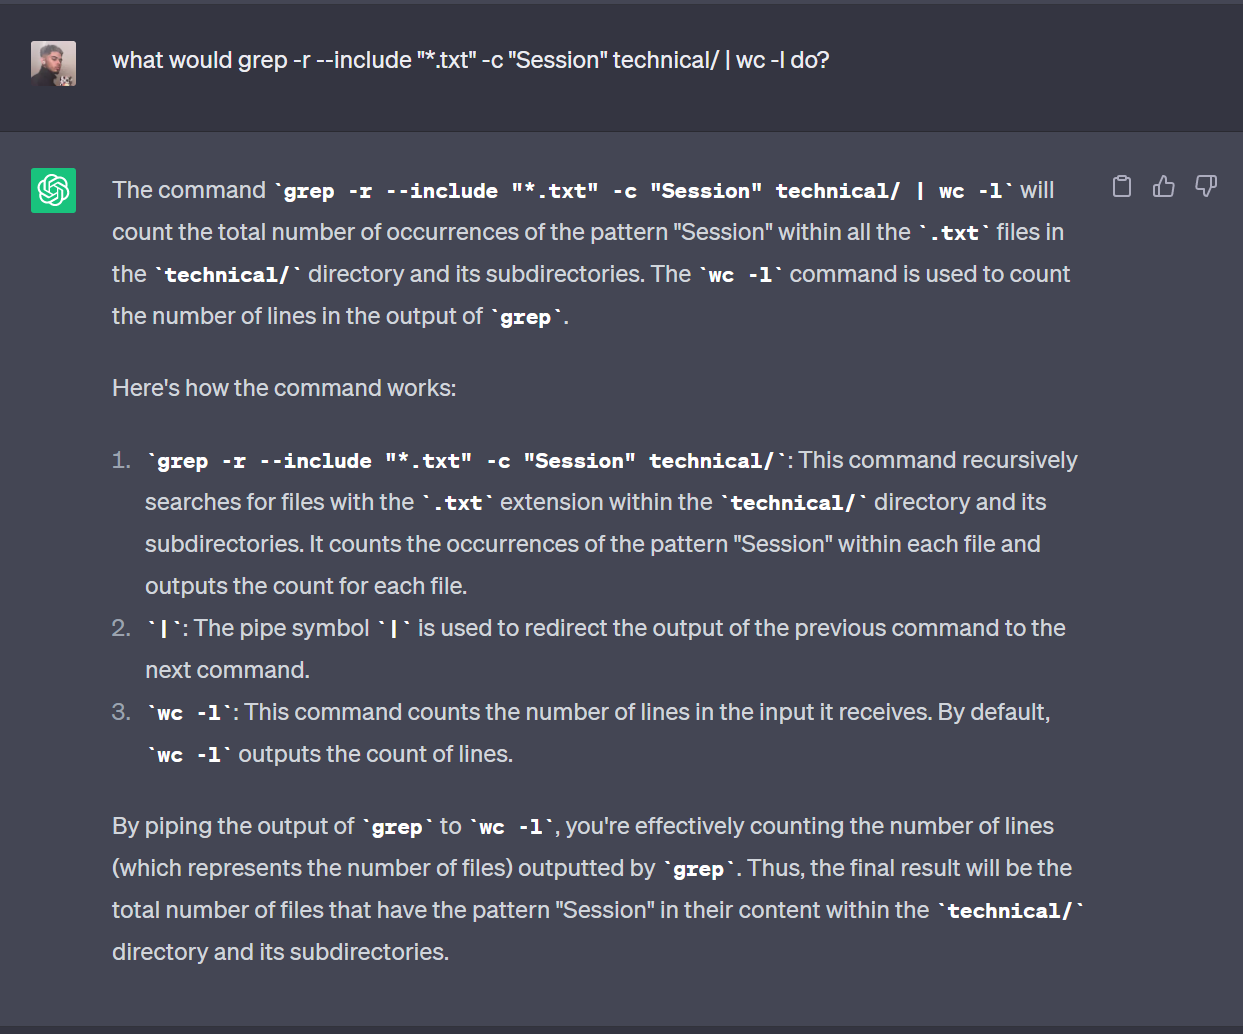 what would grep -r --include "*.txt" -c "Session" technical/ | wc -l do?
The command `grep -r --include "*.txt" -c "Session" technical/ | wc -l` will
count the total number of occurrences of the pattern "Session" within all the `.txt` files in
the `technical/` directory and its subdirectories. The `wc -l` command is used to count
the number of lines in the output of `grep`.
Here's how the command works:
1. `grep -r --include "*.txt" -c "Session" technical/`: This command recursively
searches for files with the `.txt` extension within the `technical/` directory and its
subdirectories. It counts the occurrences of the pattern "Session" within each file and
outputs the count for each file.
2. `|`: The pipe symbol `|` is used to redirect the output of the previous command to the
next command.
3. `wc -l`: This command counts the number of lines in the input it receives. By default,
`wc -l` outputs the count of lines.
By piping the output of `grep` to `wc -l`, you're effectively counting the number of lines
(which represents the number of files) outputted by `grep`. Thus, the final result will be the
total number of files that have the pattern "Session" in their content within the `technical/`
directory and its subdirectories.